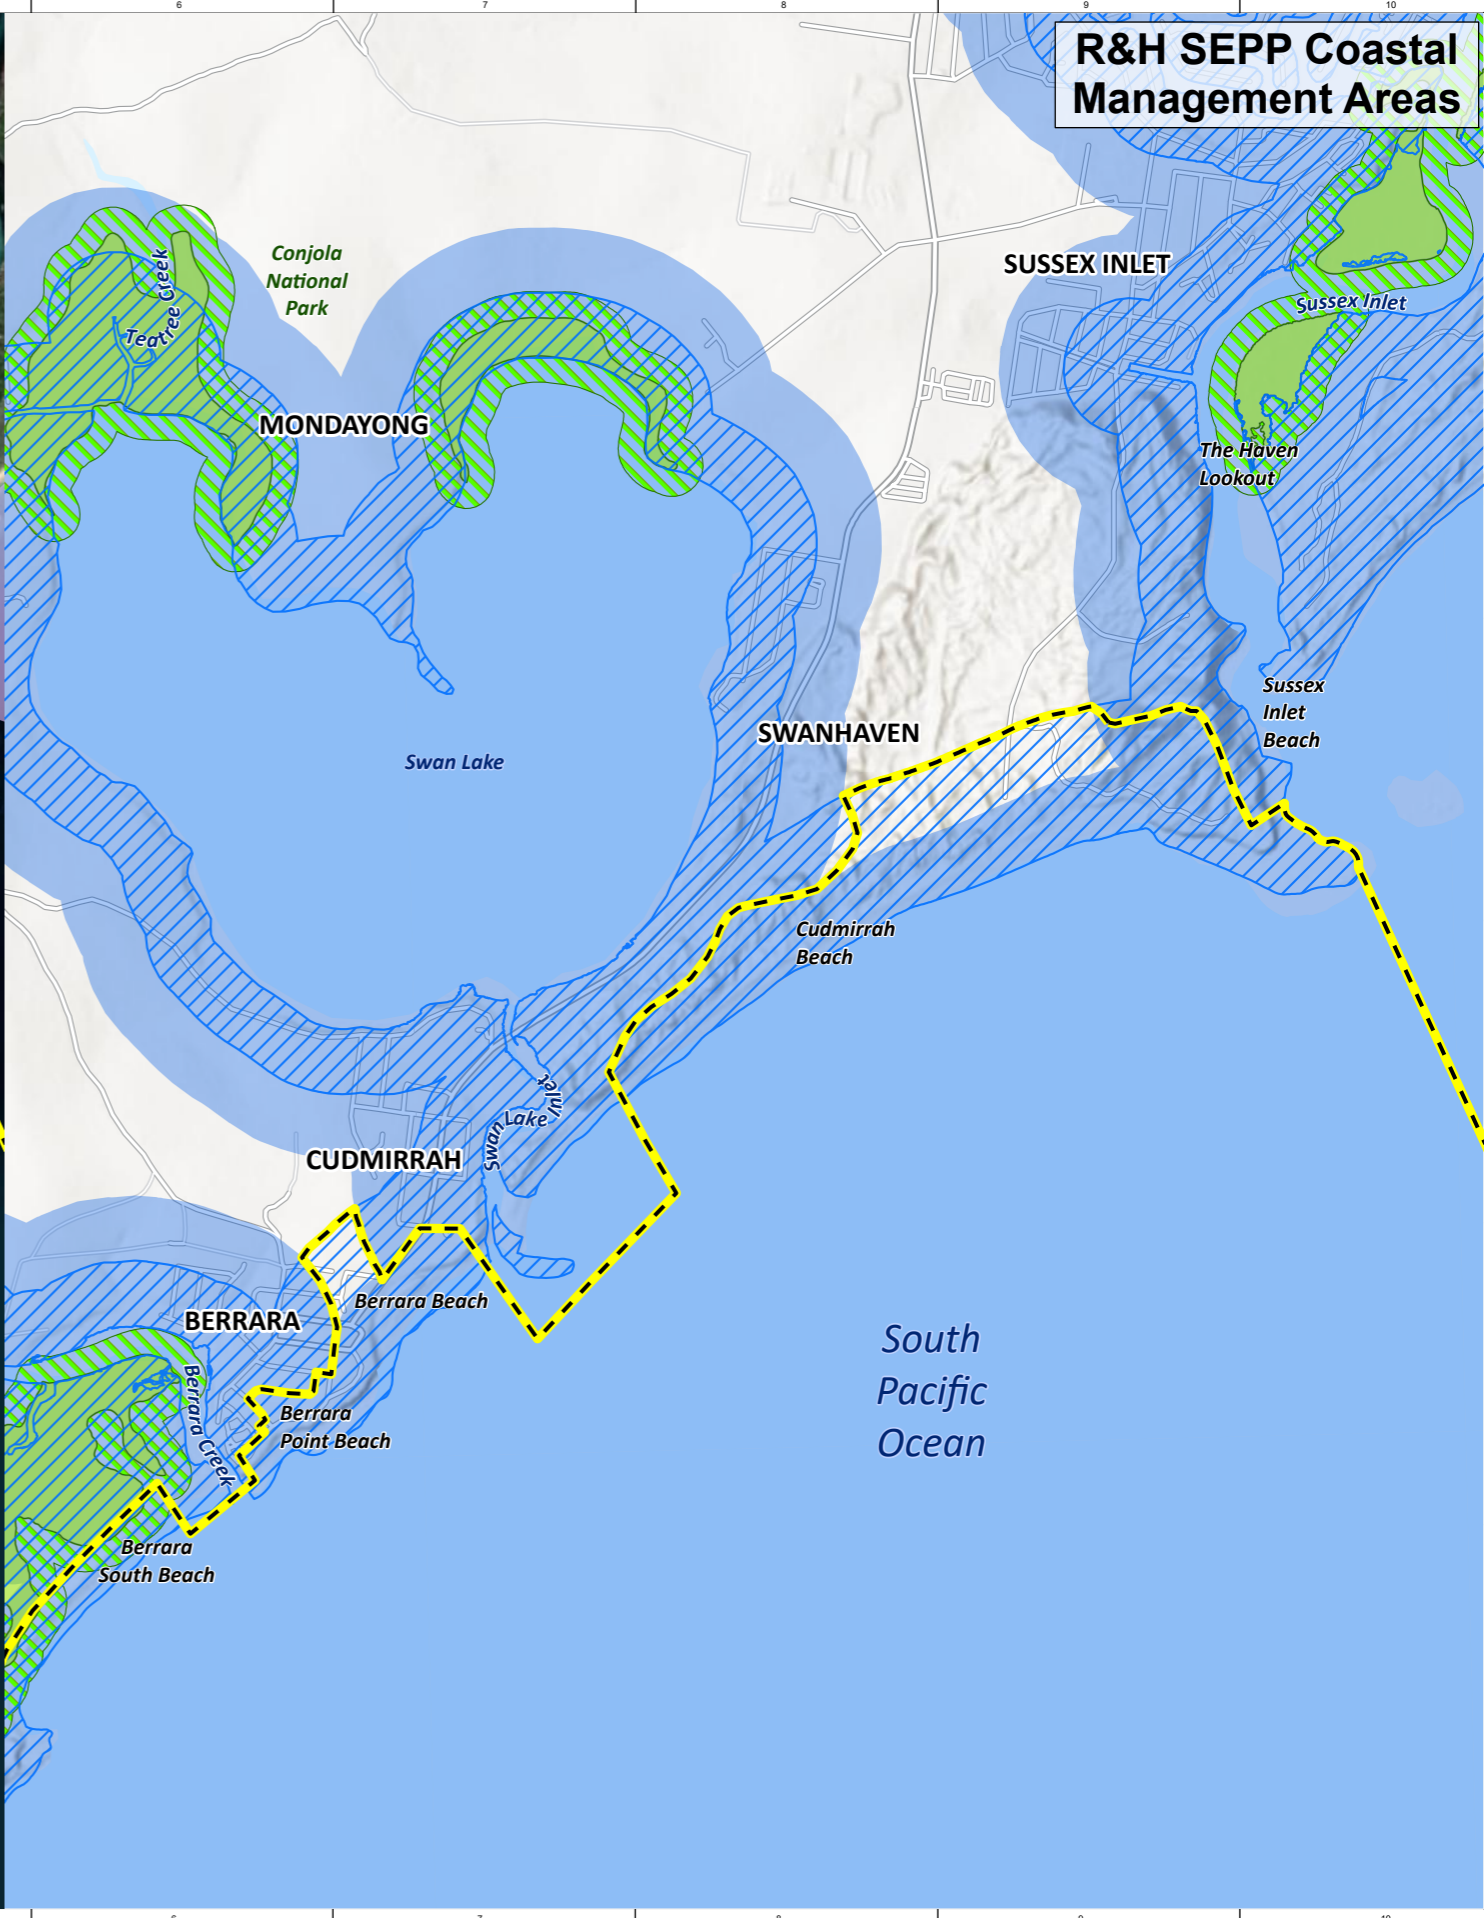 6 7 8 9 10
R&H SEPP Coastal
Management Areas
Conjola
National
Park
Teatree Creek
SUSSEX INLET
Sussex Inlet
MONDAYONG
The Haven
Lookout
Sussex
Inlet
Beach
SWANHAVEN
Swan Lake
Cudmirrah
Beach
Swan Lake Inlet
CUDMIRRAH
Berrara Beach
BERRARA
South
Pacific
Ocean
Berrara Creek
Berrara
Point Beach
Berrara
South Beach